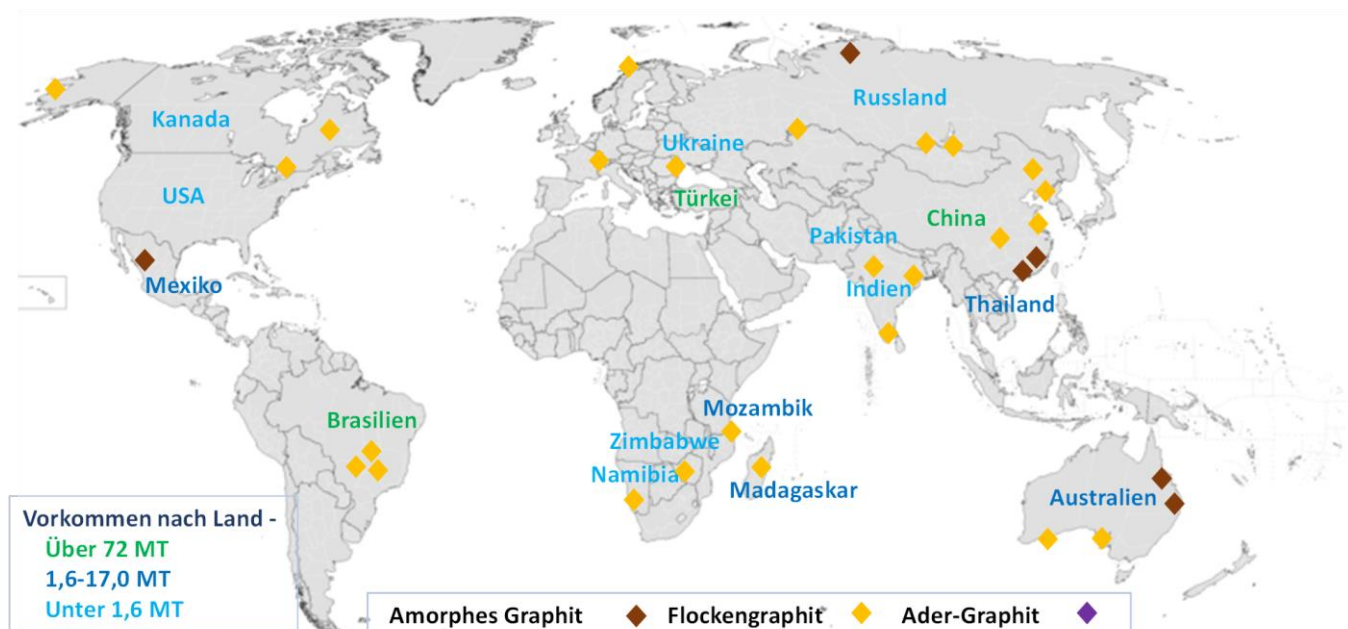 Kanada
Russland
Ukraine
USA
Türkei
China
Pakistan
Mexiko
Indien
Thailand
Brasilien
Mozambik
Zimbabwe
Namibia
Madagaskar
Australien
Vorkommen nach Land -
Über 72 MT
1,6-17,0 MT
Unter 1,6 MT
Amorphes Graphit Flockengraphit Ader-Graphit